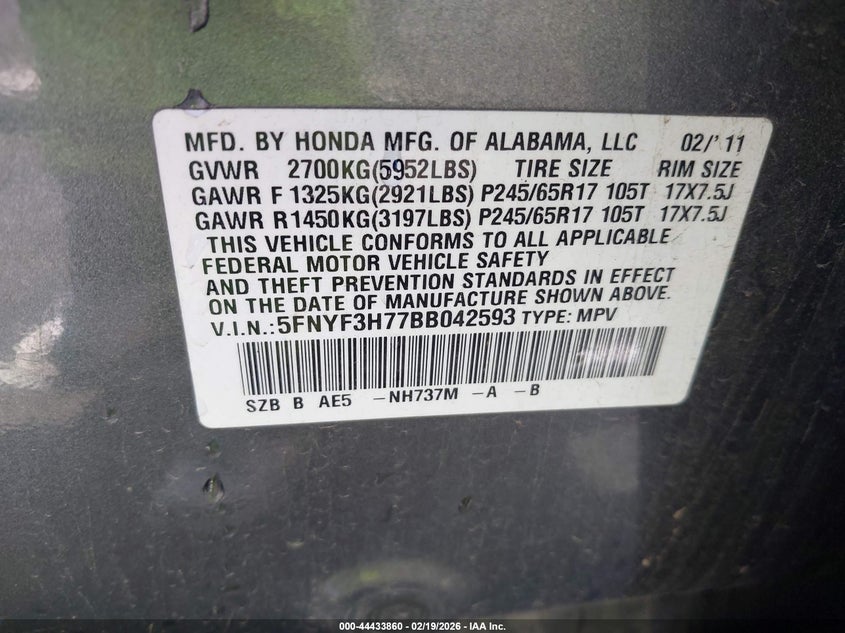 MFD. BY HONDA MFG. OF ALABAMA, LLC 02/'11
GVWR 2700KG(5952LBS) TIRE SIZE RIM SIZE
GAWR F 1325KG(2921LBS) P245/65R17 105T 17X7.5J
GAWR R1450KG(3197LBS) P245/65R17 105T 17X7.5J
THIS VEHICLE CONFORMS TO ALL APPLICABLE
FEDERAL MOTOR VEHICLE SAFETY
AND THEFT PREVENTION STANDARDS IN EFFECT
ON THE DATE OF MANUFACTURE SHOWN ABOVE.
V.I.N.:5FNYF3H77BB042593 TYPE: MPV
SZB B AE5 -NH737M -A -B
000-44433860 - 02/19/2026 - IAA Inc.